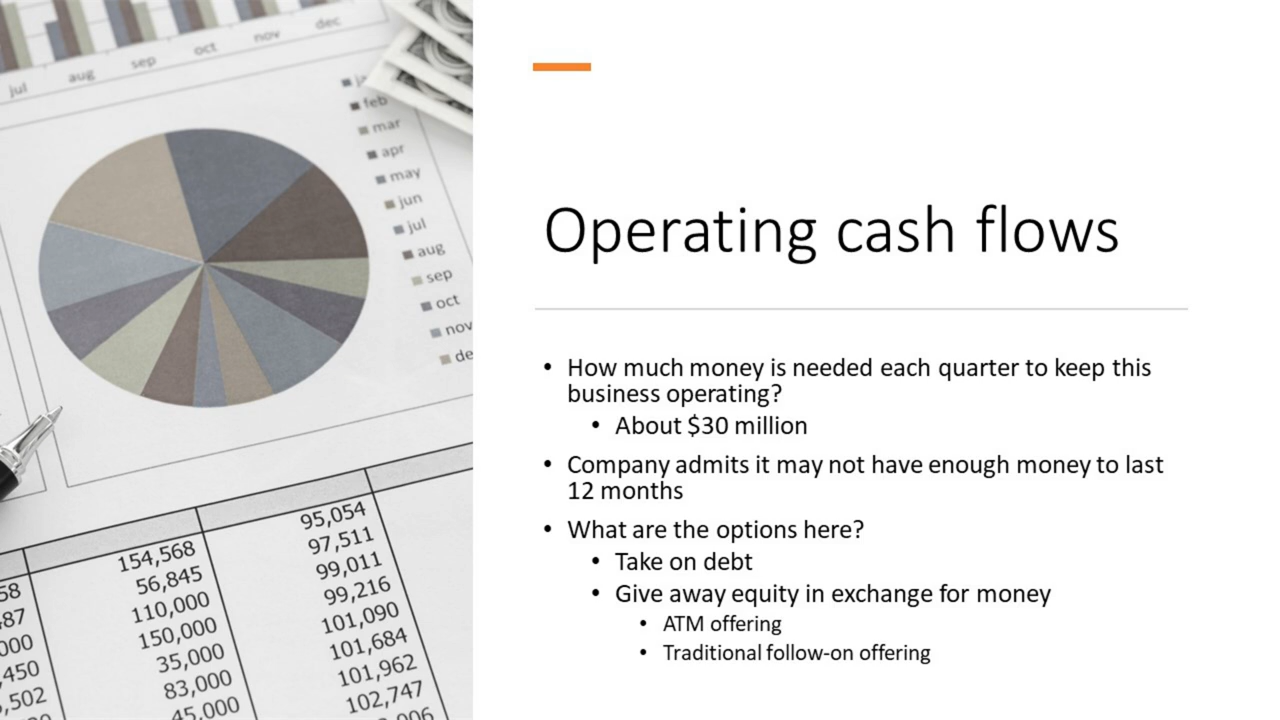 dec
nov
oct
sep
aug
jul
feb
mar
apr
may
jun
jul
aug
sep
oct
nov
Operating cash flows
• How much money is needed each quarter to keep this
business operating?
• About $30 million
• Company admits it may not have enough money to last
12 months
• What are the options here?
• Take on debt
• Give away equity in exchange for money
• ATM offering
• Traditional follow-on offering
154,568 95,054
56,845 97,511
110,000 99,011
150,000 99,216
35,000 101,090
83,000 101,684
45,000 101,962
102,747